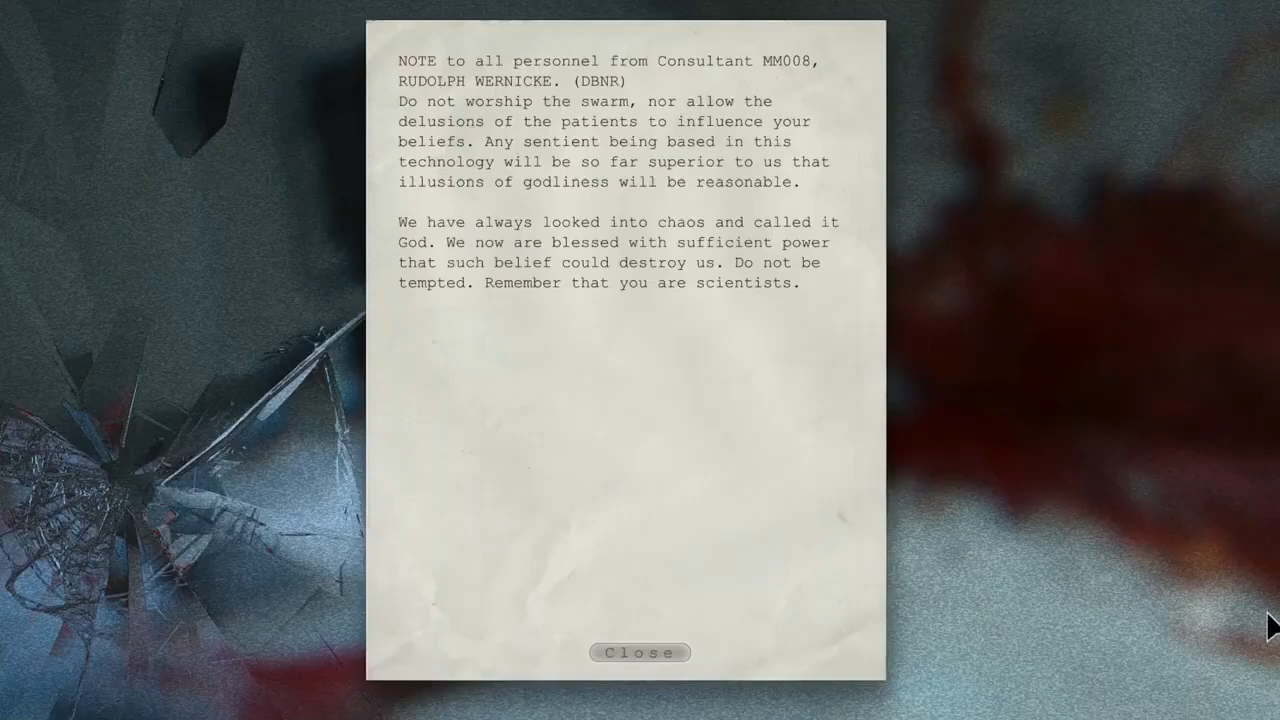 NOTE to all personnel from Consultant MM008,
RUDOLPH WERNICKE. (DBNR)
Do not worship the swarm, nor allow the
delusions of the patients to influence your
beliefs. Any sentient being based in this
technology will be so far superior to us that
illusions of godliness will be reasonable.
We have always looked into chaos and called it
God. We now are blessed with sufficient power
that such belief could destroy us. Do not be
tempted. Remember that you are scientists.
Close